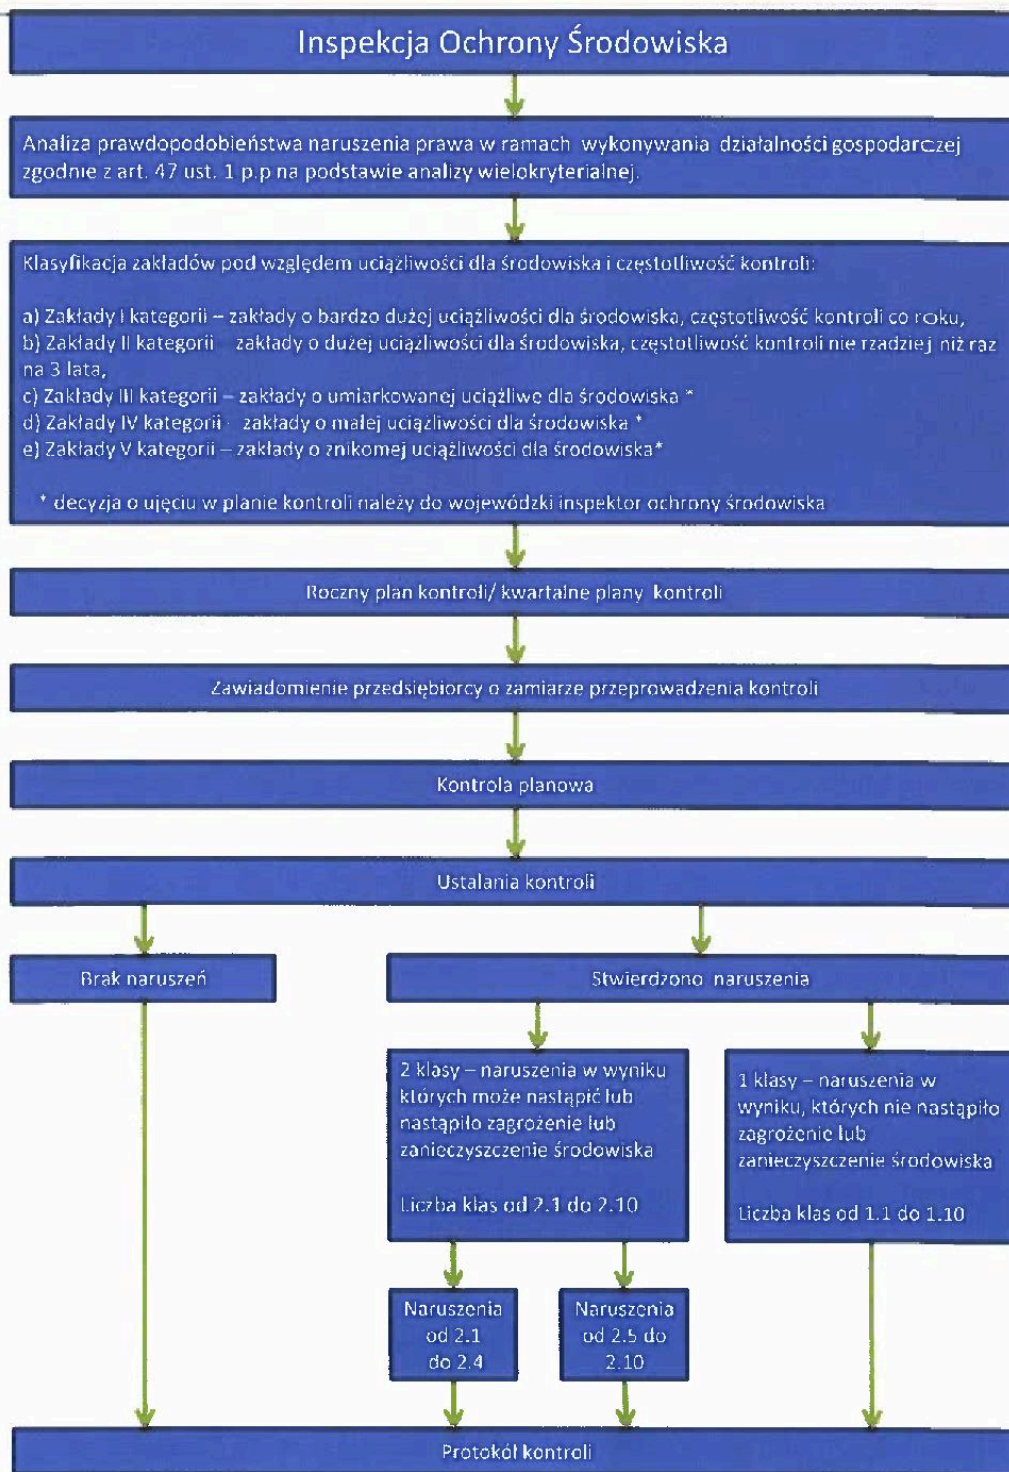 Inspekcja Ochrony Środowiska
Analiza prawdopodobieństwa naruszenia prawa w ramach wykonywania działalności gospodarczej
zgodnie z art. 47 ust. 1 p.p na podstawie analizy wielokryterialnej.
Klasyfikacja zakładów pod względem uciążliwości dla środowiska i częstotliwość kontroli:
a) Zakłady I kategorii – zakłady o bardzo dużej uciążliwości dla środowiska, częstotliwość kontroli co roku,
b) Zakłady II kategorii – zakłady o dużej uciążliwości dla środowiska, częstotliwość kontroli nie rzadziej niż raz
na 3 lata,
c) Zakłady III kategorii – zakłady o umiarkowanej uciążliwe dla środowiska *
d) Zakłady IV kategorii – zakłady o małej uciążliwości dla środowiska *
e) Zakłady V kategorii – zakłady o znikomej uciążliwości dla środowiska*
* decyzja o ujęciu w planie kontroli należy do wojewódzki inspektor ochrony środowiska
Roczny plan kontroli/ kwartalne plany kontroli
Zawiadomienie przedsiębiorcy o zamiarze przeprowadzenia kontroli
Kontrola planowa
Ustalania kontroli
Brak naruszeń
Stwierdzono naruszenia
2 klasy – naruszenia w wyniku
których może nastąpić lub
nastąpiło zagrożenie lub
zanieczyszczenie środowiska
Liczba klas od 2.1 do 2.10
1 klasy – naruszenia w
wyniku, których nie nastąpiło
zagrożenie lub
zanieczyszczenie środowiska
Liczba klas od 1.1 do 1.10
Naruszenia
od 2.1
do 2.4
Naruszenia
od 2.5 do
2.10
Protokół kontroli